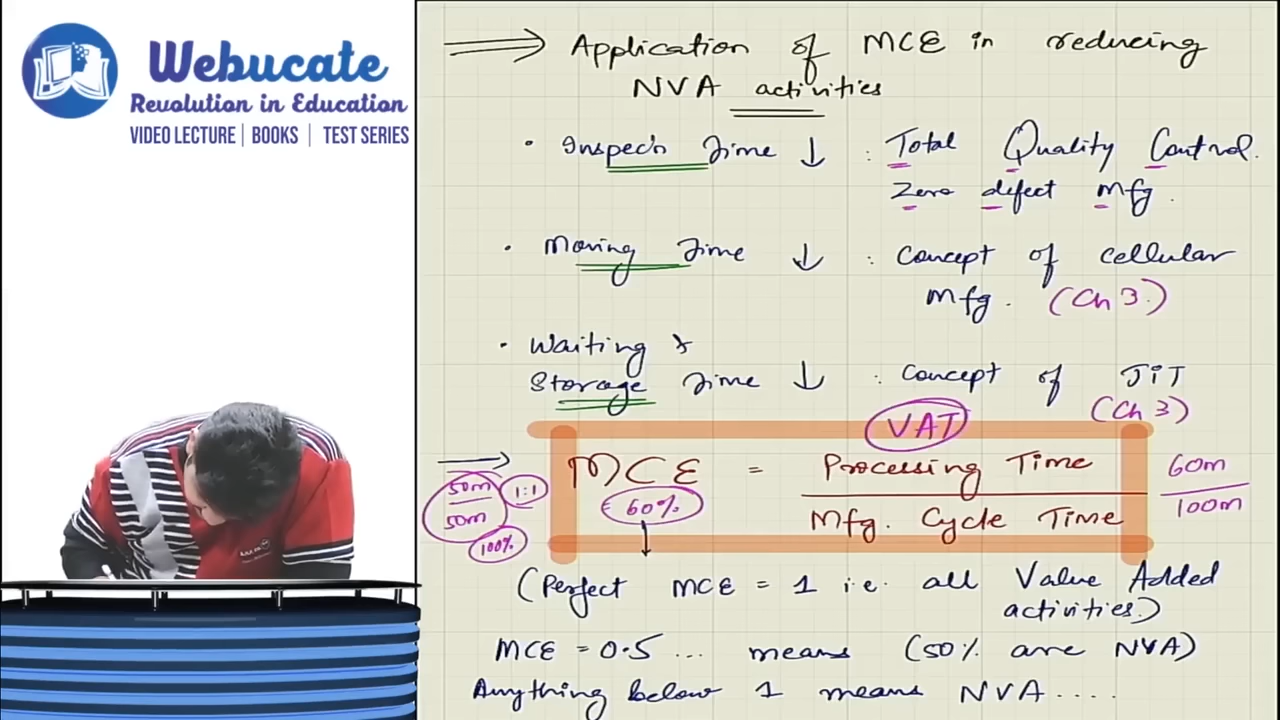 Webucate
Revolution in Education
VIDEO LECTURE | BOOKS | TEST SERIES
⟹ Application of MCE in reducing
NVA activities
• Inspecn Time ↓ : Total Quality Control.
Zero defect Mfg.
• Moving Time ↓ : Concept of cellular
Mfg. (Ch 3.)
• Waiting &
Storage Time ↓ : Concept of JIT
(Ch 3)
VAT
MCE = Processing Time
Mfg. Cycle Time
60m
100m
50m
50m
1:1
100%
60%
(Perfect MCE = 1 i.e. all Value Added
activities)
MCE = 0.5 ... means (50% are NVA)
Anything below 1 means NVA ....